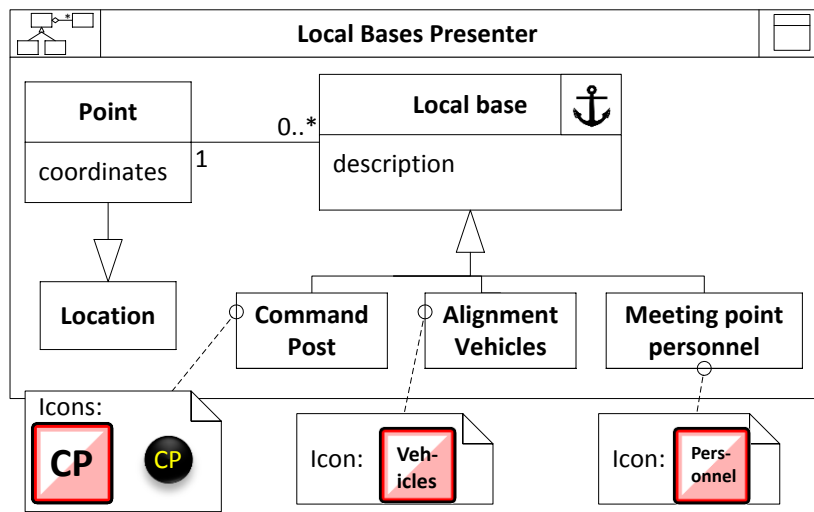 *
Local Bases Presenter
Point
coordinates
1
0..*
Local base
description
Location
Command
Post
Alignment
Vehicles
Meeting point
personnel
Icons:
CP
CP
Icon:
Veh-
icles
Icon:
Pers-
onnel